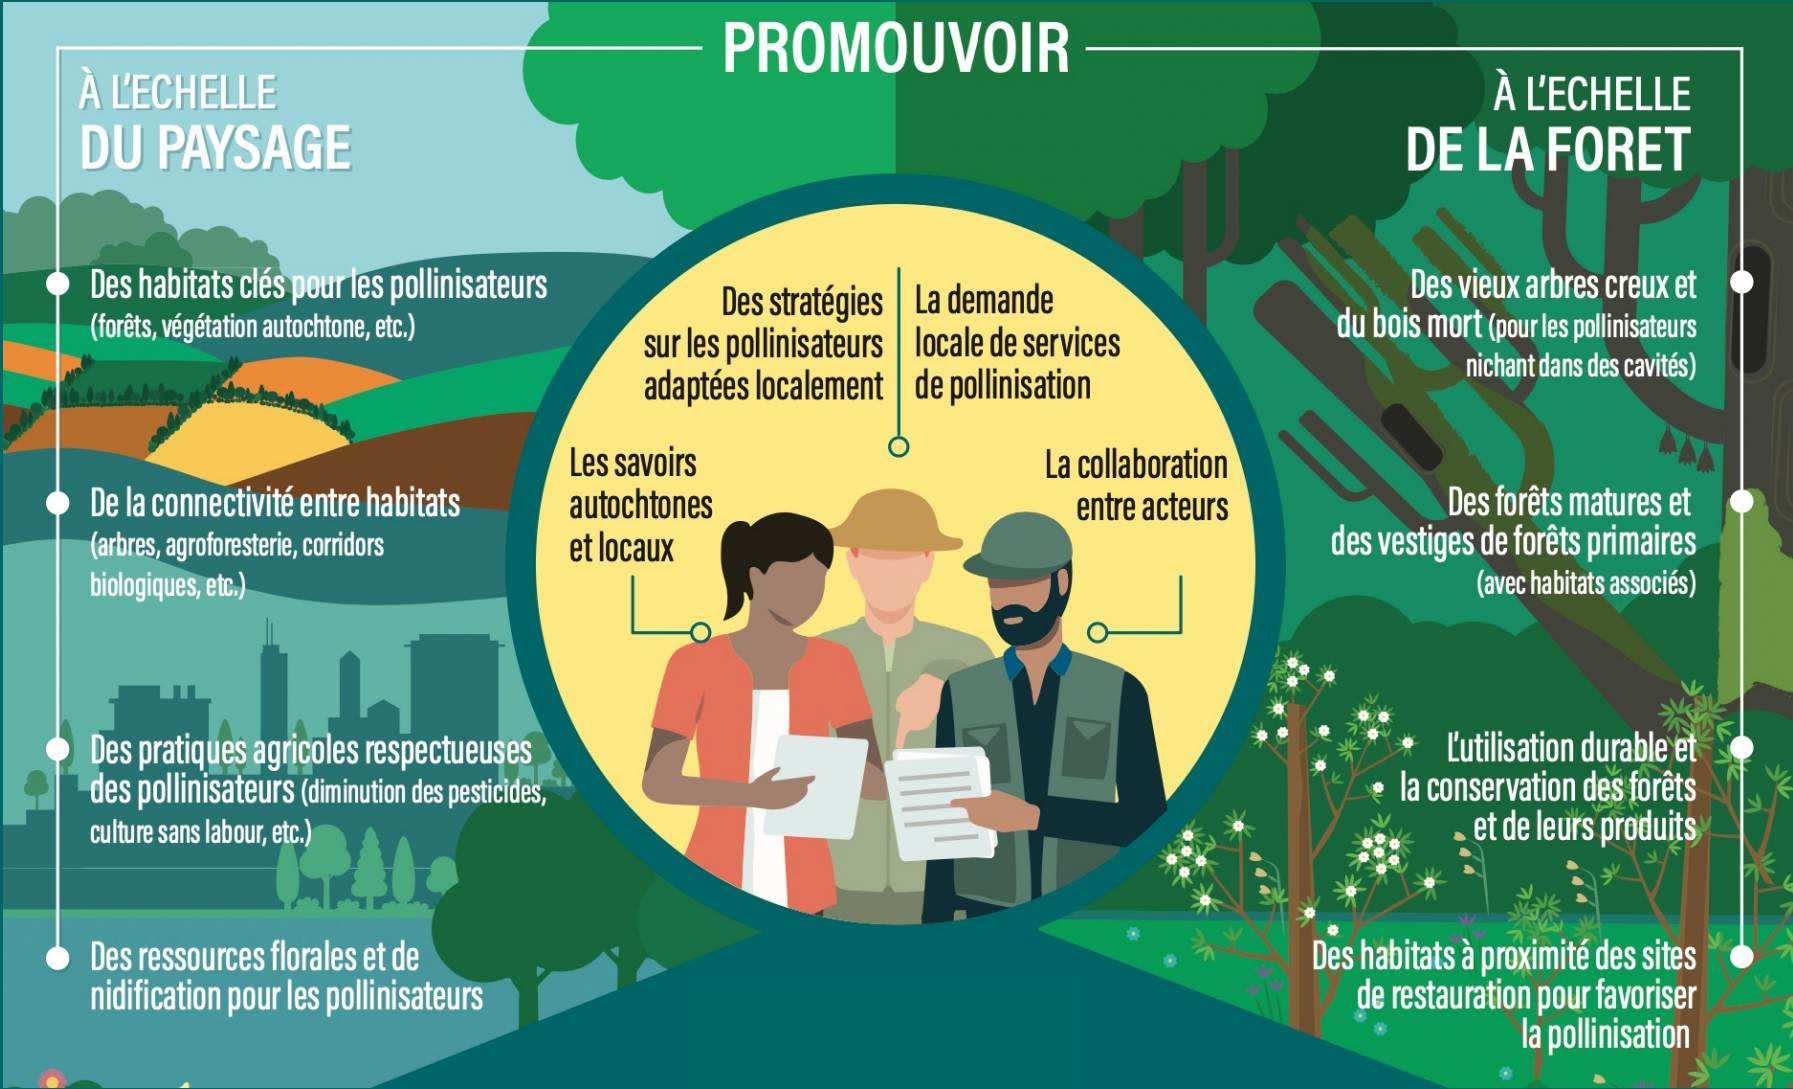 PROMOUVOIR
À L'ECHELLE
DU PAYSAGE
Des habitats clés pour les pollinisateurs
(forêts, végétation autochtone, etc.)
De la connectivité entre habitats
(arbres, agroforesterie, corridors
biologiques, etc.)
Des pratiques agricoles respectueuses
des pollinisateurs (diminution des pesticides,
culture sans labour, etc.)
Des ressources florales et de
nidification pour les pollinisateurs
Des stratégies
sur les pollinisateurs
adaptées localement
La demande
locale de services
de pollinisation
Les savoirs
autochtones
et locaux
La collaboration
entre acteurs
À L'ECHELLE
DE LA FORET
Des vieux arbres creux et
du bois mort (pour les pollinisateurs
nichant dans des cavités)
Des forêts matures et
des vestiges de forêts primaires
(avec habitats associés)
L'utilisation durable et
la conservation des forêts
et de leurs produits
Des habitats à proximité des sites
de restauration pour favoriser
la pollinisation